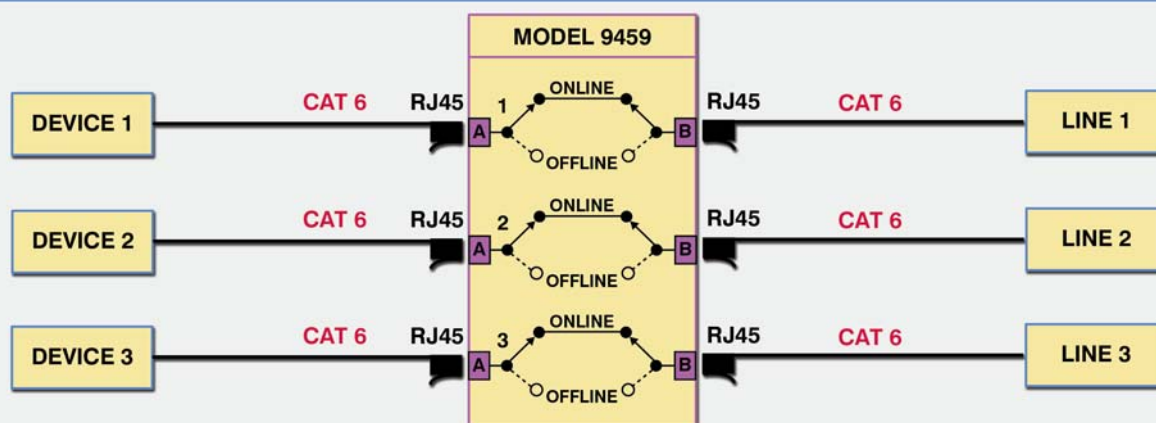 MODEL 9459
DEVICE 1 CAT 6 RJ45 A 1 ONLINE OFFLINE B RJ45 CAT 6 LINE 1
DEVICE 2 CAT 6 RJ45 A 2 ONLINE OFFLINE B RJ45 CAT 6 LINE 2
DEVICE 3 CAT 6 RJ45 A 3 ONLINE OFFLINE B RJ45 CAT 6 LINE 3